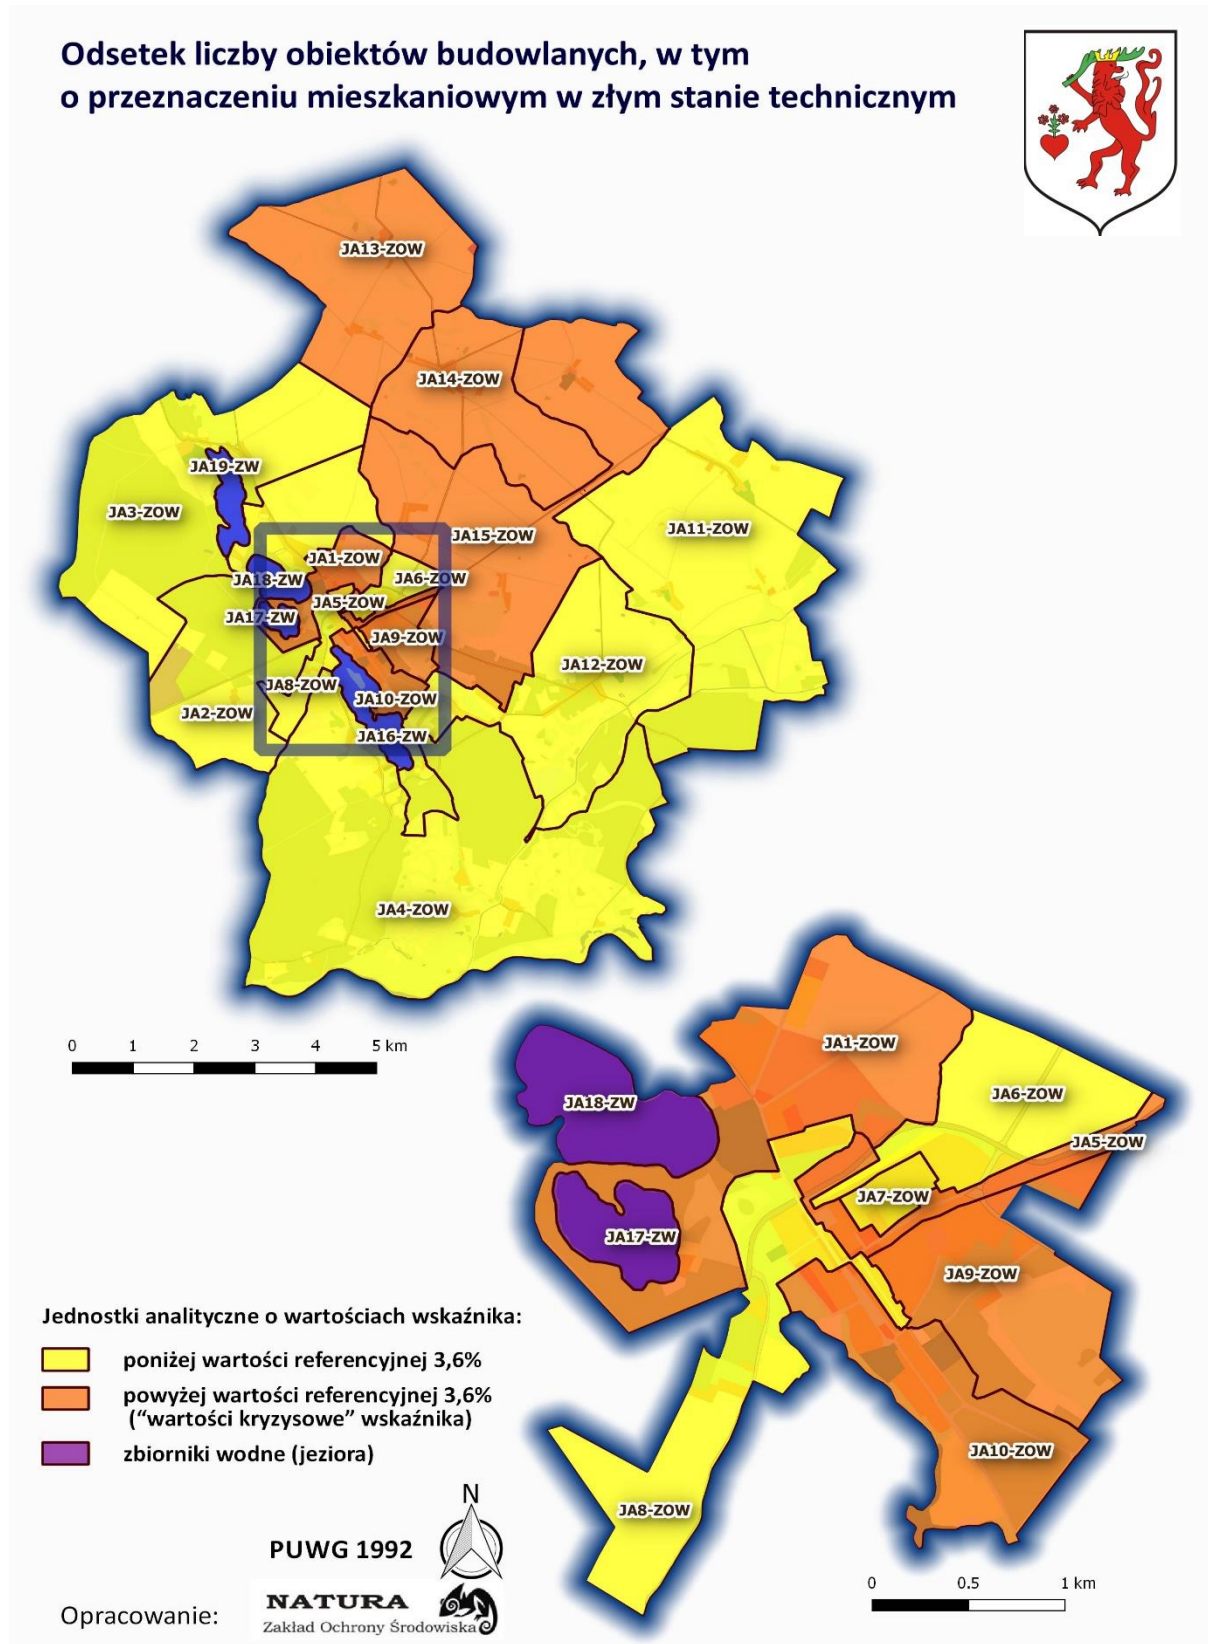 Odsetek liczby obiektów budowlanych, w tym
o przeznaczeniu mieszkaniowym w złym stanie technicznym
JA13-ZOW
JA14-ZOW
JA19-ZW
JA3-ZOW
JA11-ZOW
JA15-ZOW
JA1-ZOW
JA18-ZW
JA6-ZOW
JA5-ZOW
JA17-ZW
JA9-ZOW
JA12-ZOW
JA8-ZOW
JA10-ZOW
JA2-ZOW
JA16-ZW
JA4-ZOW
0 1 2 3 4 5 km
JA1-ZOW
JA18-ZW
JA6-ZOW
JA5-ZOW
JA7-ZOW
JA17-ZW
JA9-ZOW
JA10-ZOW
JA8-ZOW
Jednostki analityczne o wartościach wskaźnika:
poniżej wartości referencyjnej 3,6%
powyżej wartości referencyjnej 3,6%
(“wartości kryzysowe” wskaźnika)
zbiorniki wodne (jeziora)
N
PUWG 1992
0 0.5 1 km
Opracowanie:
NATURA
Zakład Ochrony Środowiska